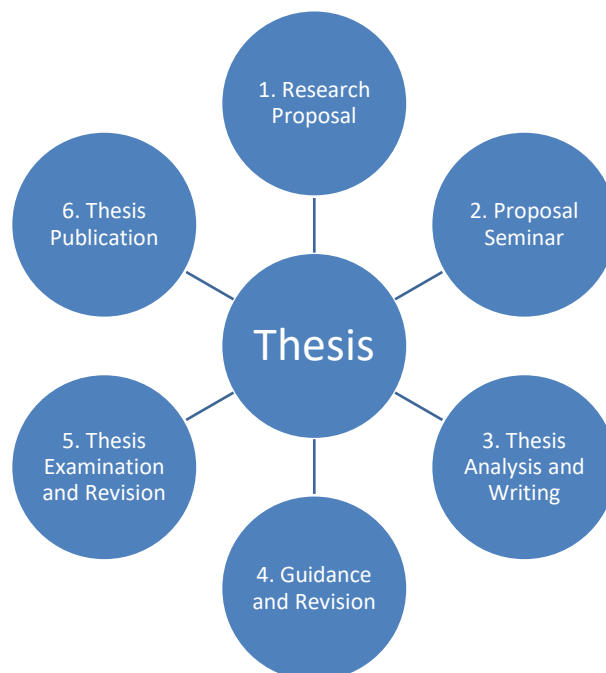 1. Research
Proposal
2. Proposal
Seminar
3. Thesis
Analysis and
Writing
4. Guidance
and Revision
5. Thesis
Examination
and Revision
6. Thesis
Publication
Thesis